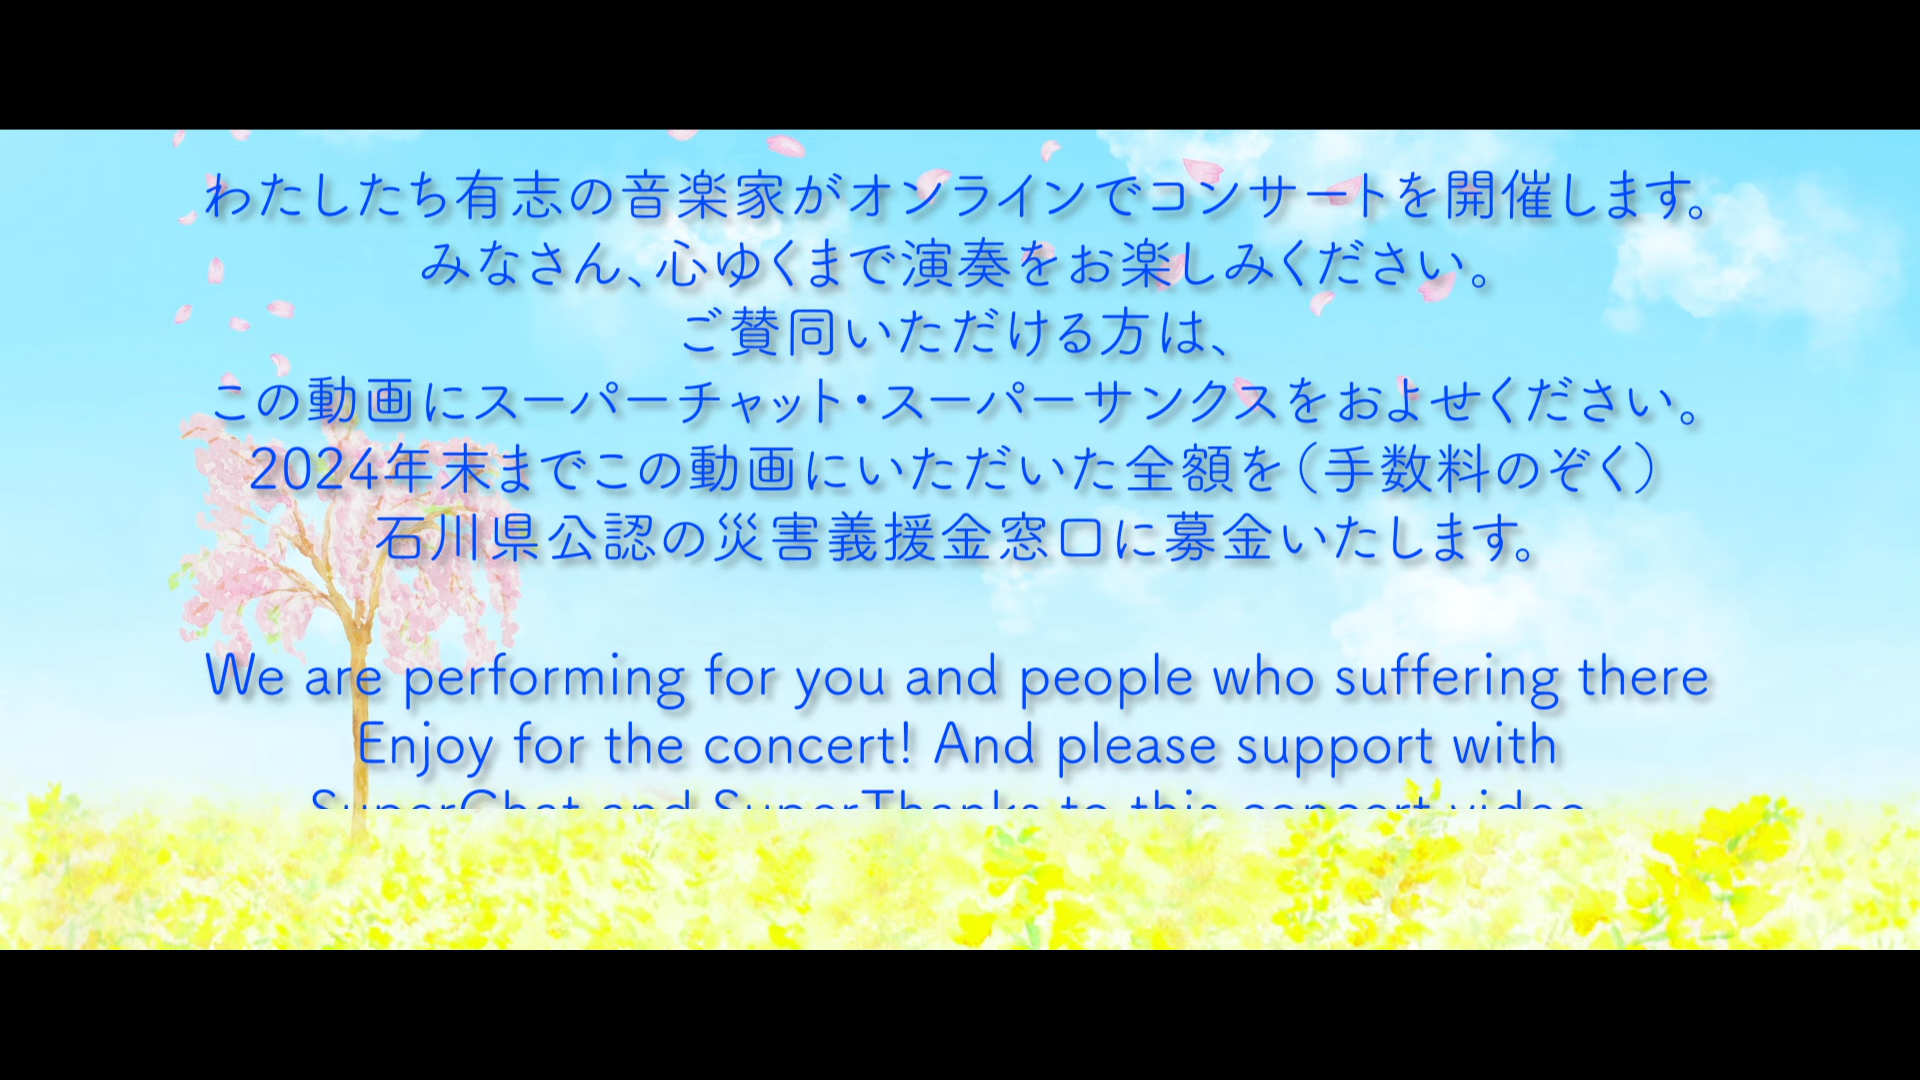 わたしたち有志の音楽家がオンラインでコンサートを開催します。
みなさん、心ゆくまで演奏をお楽しみください。
ご賛同いただける方は、
この動画にスーパーチャット・スーパーサンクスをおよせください。
2024年末までこの動画にいただいた全額を（手数料のぞく）
石川県公認の災害義援金窓口に募金いたします。
We are performing for you and people who suffering there
Enjoy for the concert! And please support with
SuperChat and SuperThanks to this concert video